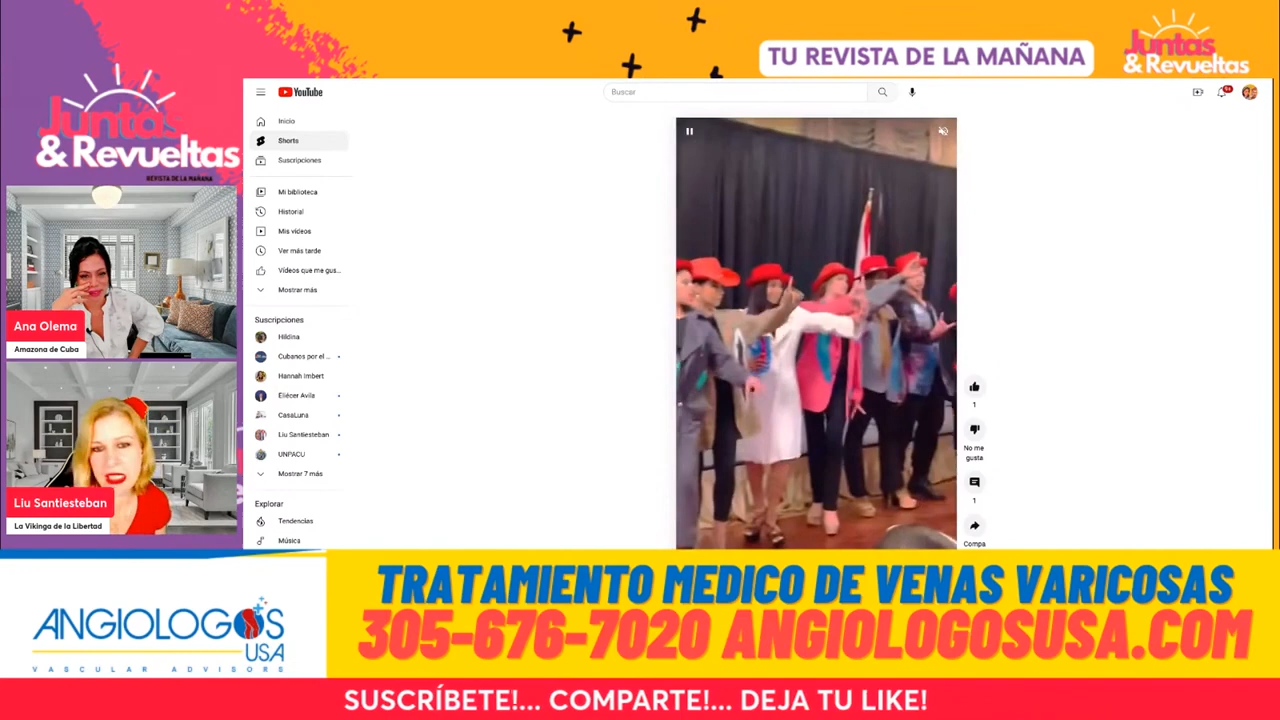 TU REVISTA DE LA MAÑANA
Juntas
& Revueltas
Juntas
& Revueltas
REVISTA DE LA MAÑANA
Ana Olema
Amazona de Cuba
Liu Santiesteban
La Vikinga de la Libertad
YouTube
Buscar
9+
Inicio
Shorts
Suscripciones
Mi biblioteca
Historial
Mis videos
Ver más tarde
Vídeos que me gus...
Mostrar más
Suscripciones
Hildina
Cubanos por el ...
Hannah Imbert
Eliécer Avila
CasaLuna
Liu Santiesteban
UNPACU
Mostrar 7 más
Explorar
Tendencias
Música
1
No me
gusta
1
Compa
ANGIOLOGOS
USA
VASCULAR ADVISORS
TRATAMIENTO MEDICO DE VENAS VARICOSAS
305-676-7020 ANGIOLOGOSUSA.COM
SUSCRÍBETE!... COMPARTE!... DEJA TU LIKE!